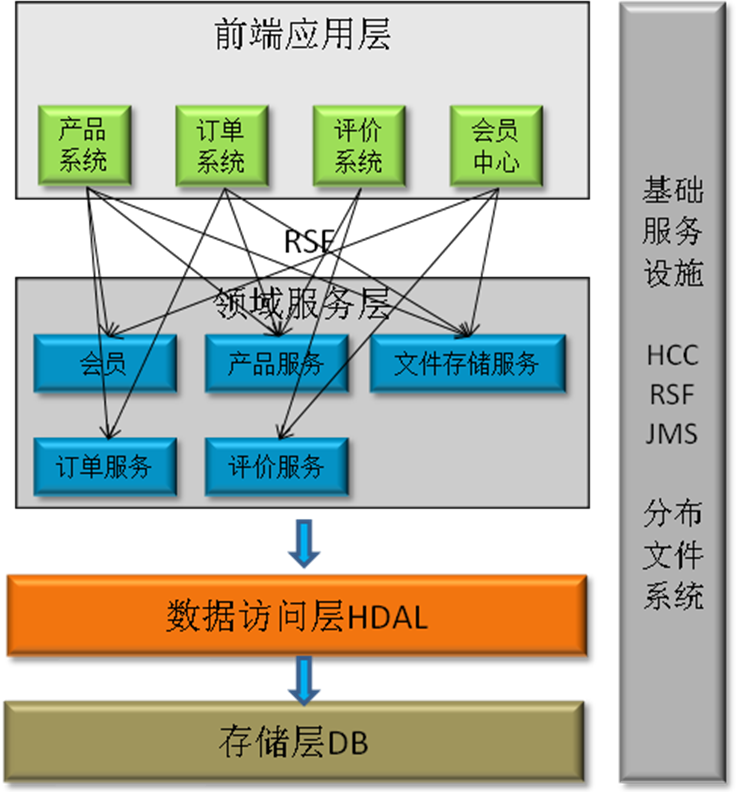 前端应用层
产品
系统
订单
系统
评价
系统
会员
中心
RSF
领域服务层
会员
产品服务
文件存储服务
订单服务
评价服务
数据访问层HDAL
存储层DB
基础
服务
设施
HCC
RSF
JMS
分布
文件
系统